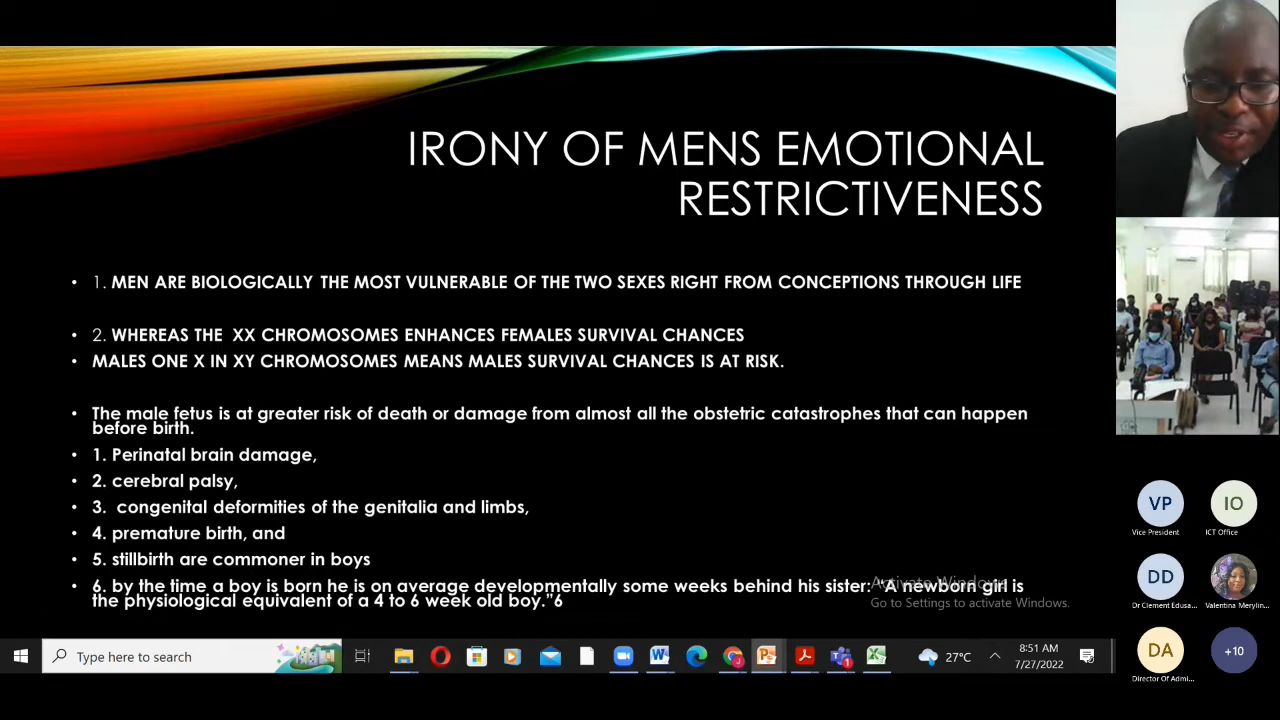 IRONY OF MENS EMOTIONAL
RESTRICTIVENESS
• 1. MEN ARE BIOLOGICALLY THE MOST VULNERABLE OF THE TWO SEXES RIGHT FROM CONCEPTIONS THROUGH LIFE
• 2. WHEREAS THE XX CHROMOSOMES ENHANCES FEMALES SURVIVAL CHANCES
• MALES ONE X IN XY CHROMOSOMES MEANS MALES SURVIVAL CHANCES IS AT RISK.
• The male fetus is at greater risk of death or damage from almost all the obstetric catastrophes that can happen
before birth.
• 1. Perinatal brain damage,
• 2. cerebral palsy,
• 3. congenital deformities of the genitalia and limbs,
• 4. premature birth, and
• 5. stillbirth are commoner in boys
• 6. by the time a boy is born he is on average developmentally some weeks behind his sister: "A newborn girl is
the physiological equivalent of a 4 to 6 week old boy."6
Activate Windows
Go to Settings to activate Windows.
VP
Vice President
IO
ICT Office
DD
Dr Clement Edusa...
Valentina Merylin...
DA
Director Of Admi...
+10
Type here to search
27°C
8:51 AM
7/27/2022